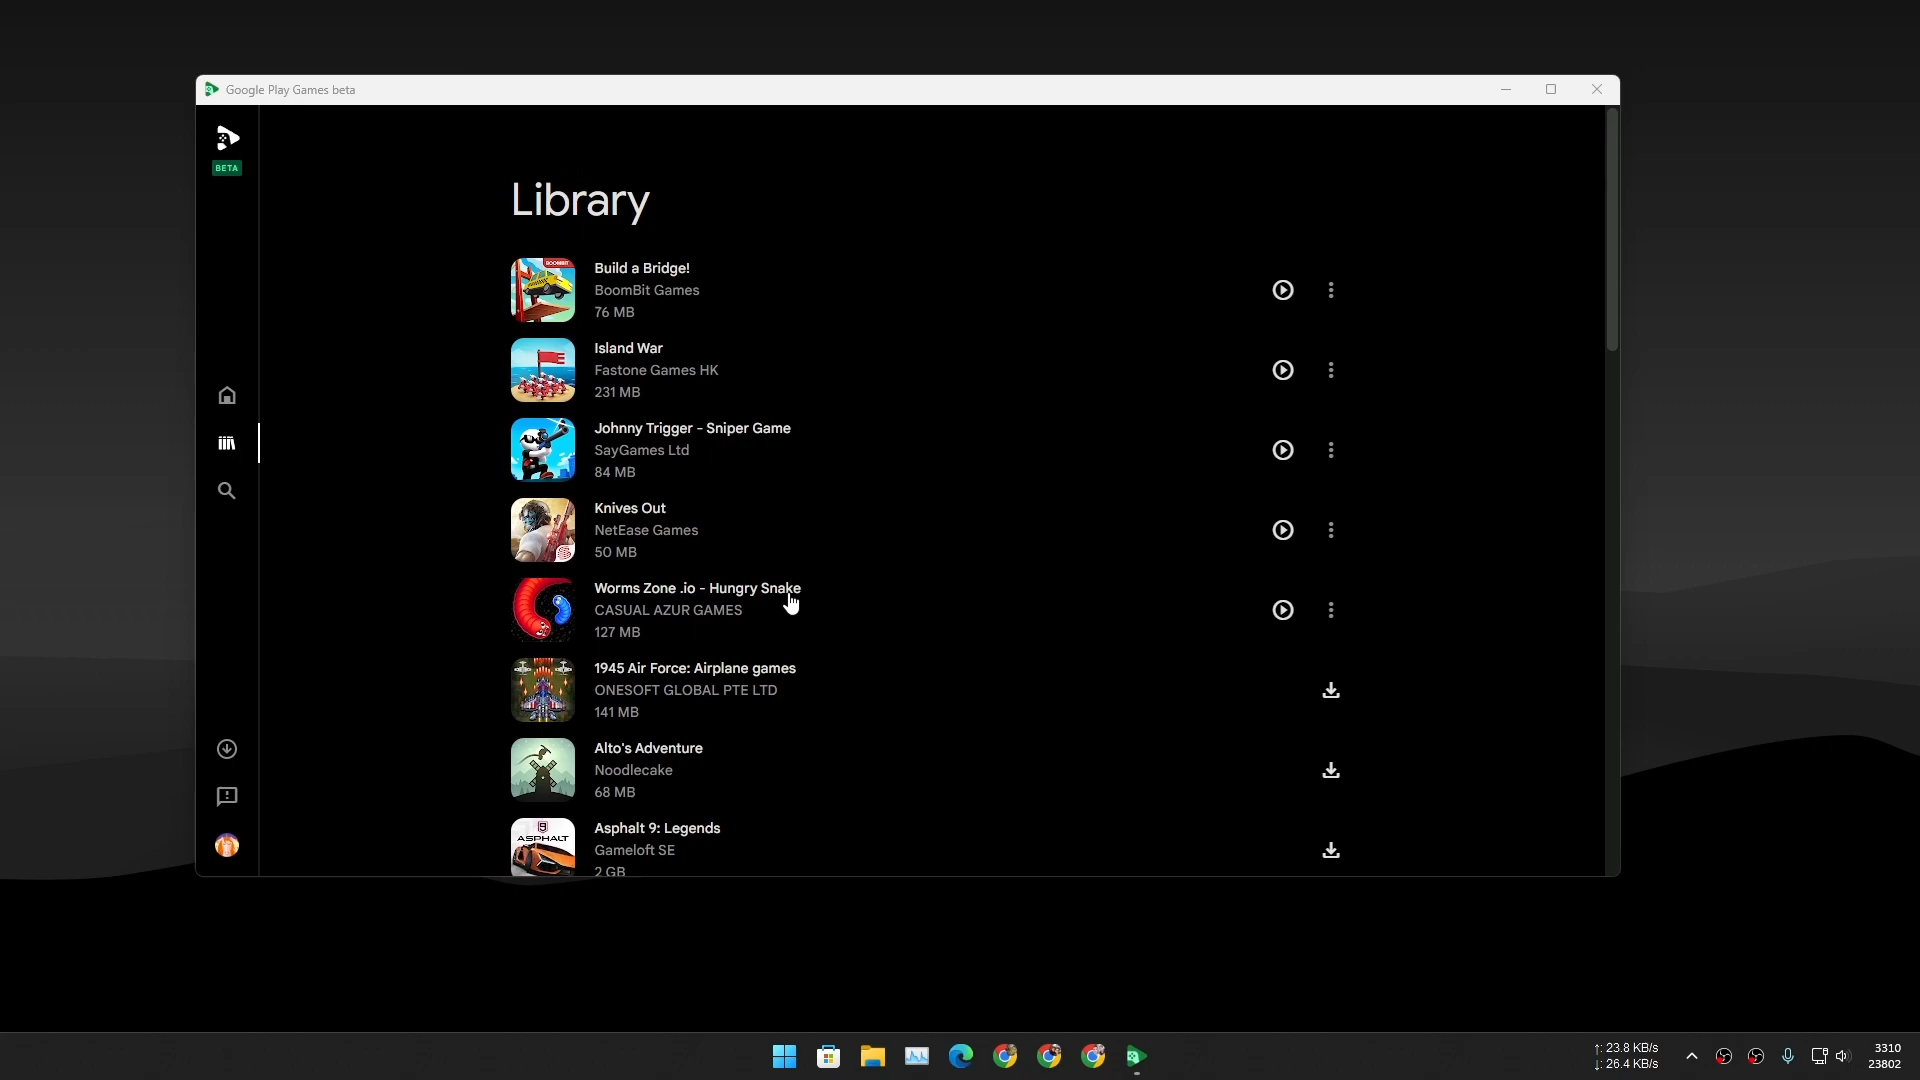 Google Play Games beta
BETA
Library
BOOMBIT
Build a Bridge!
BoomBit Games
76 MB
Island War
Fastone Games HK
231 MB
Johnny Trigger - Sniper Game
SayGames Ltd
84 MB
Knives Out
NetEase Games
50 MB
Worms Zone .io - Hungry Snake
CASUAL AZUR GAMES
127 MB
1945 Air Force: Airplane games
ONESOFT GLOBAL PTE LTD
141 MB
Alto's Adventure
Noodlecake
68 MB
9
ASPHALT
Asphalt 9: Legends
Gameloft SE
2 GB
↑: 23.8 KB/s
↓: 26.4 KB/s
3310
23802